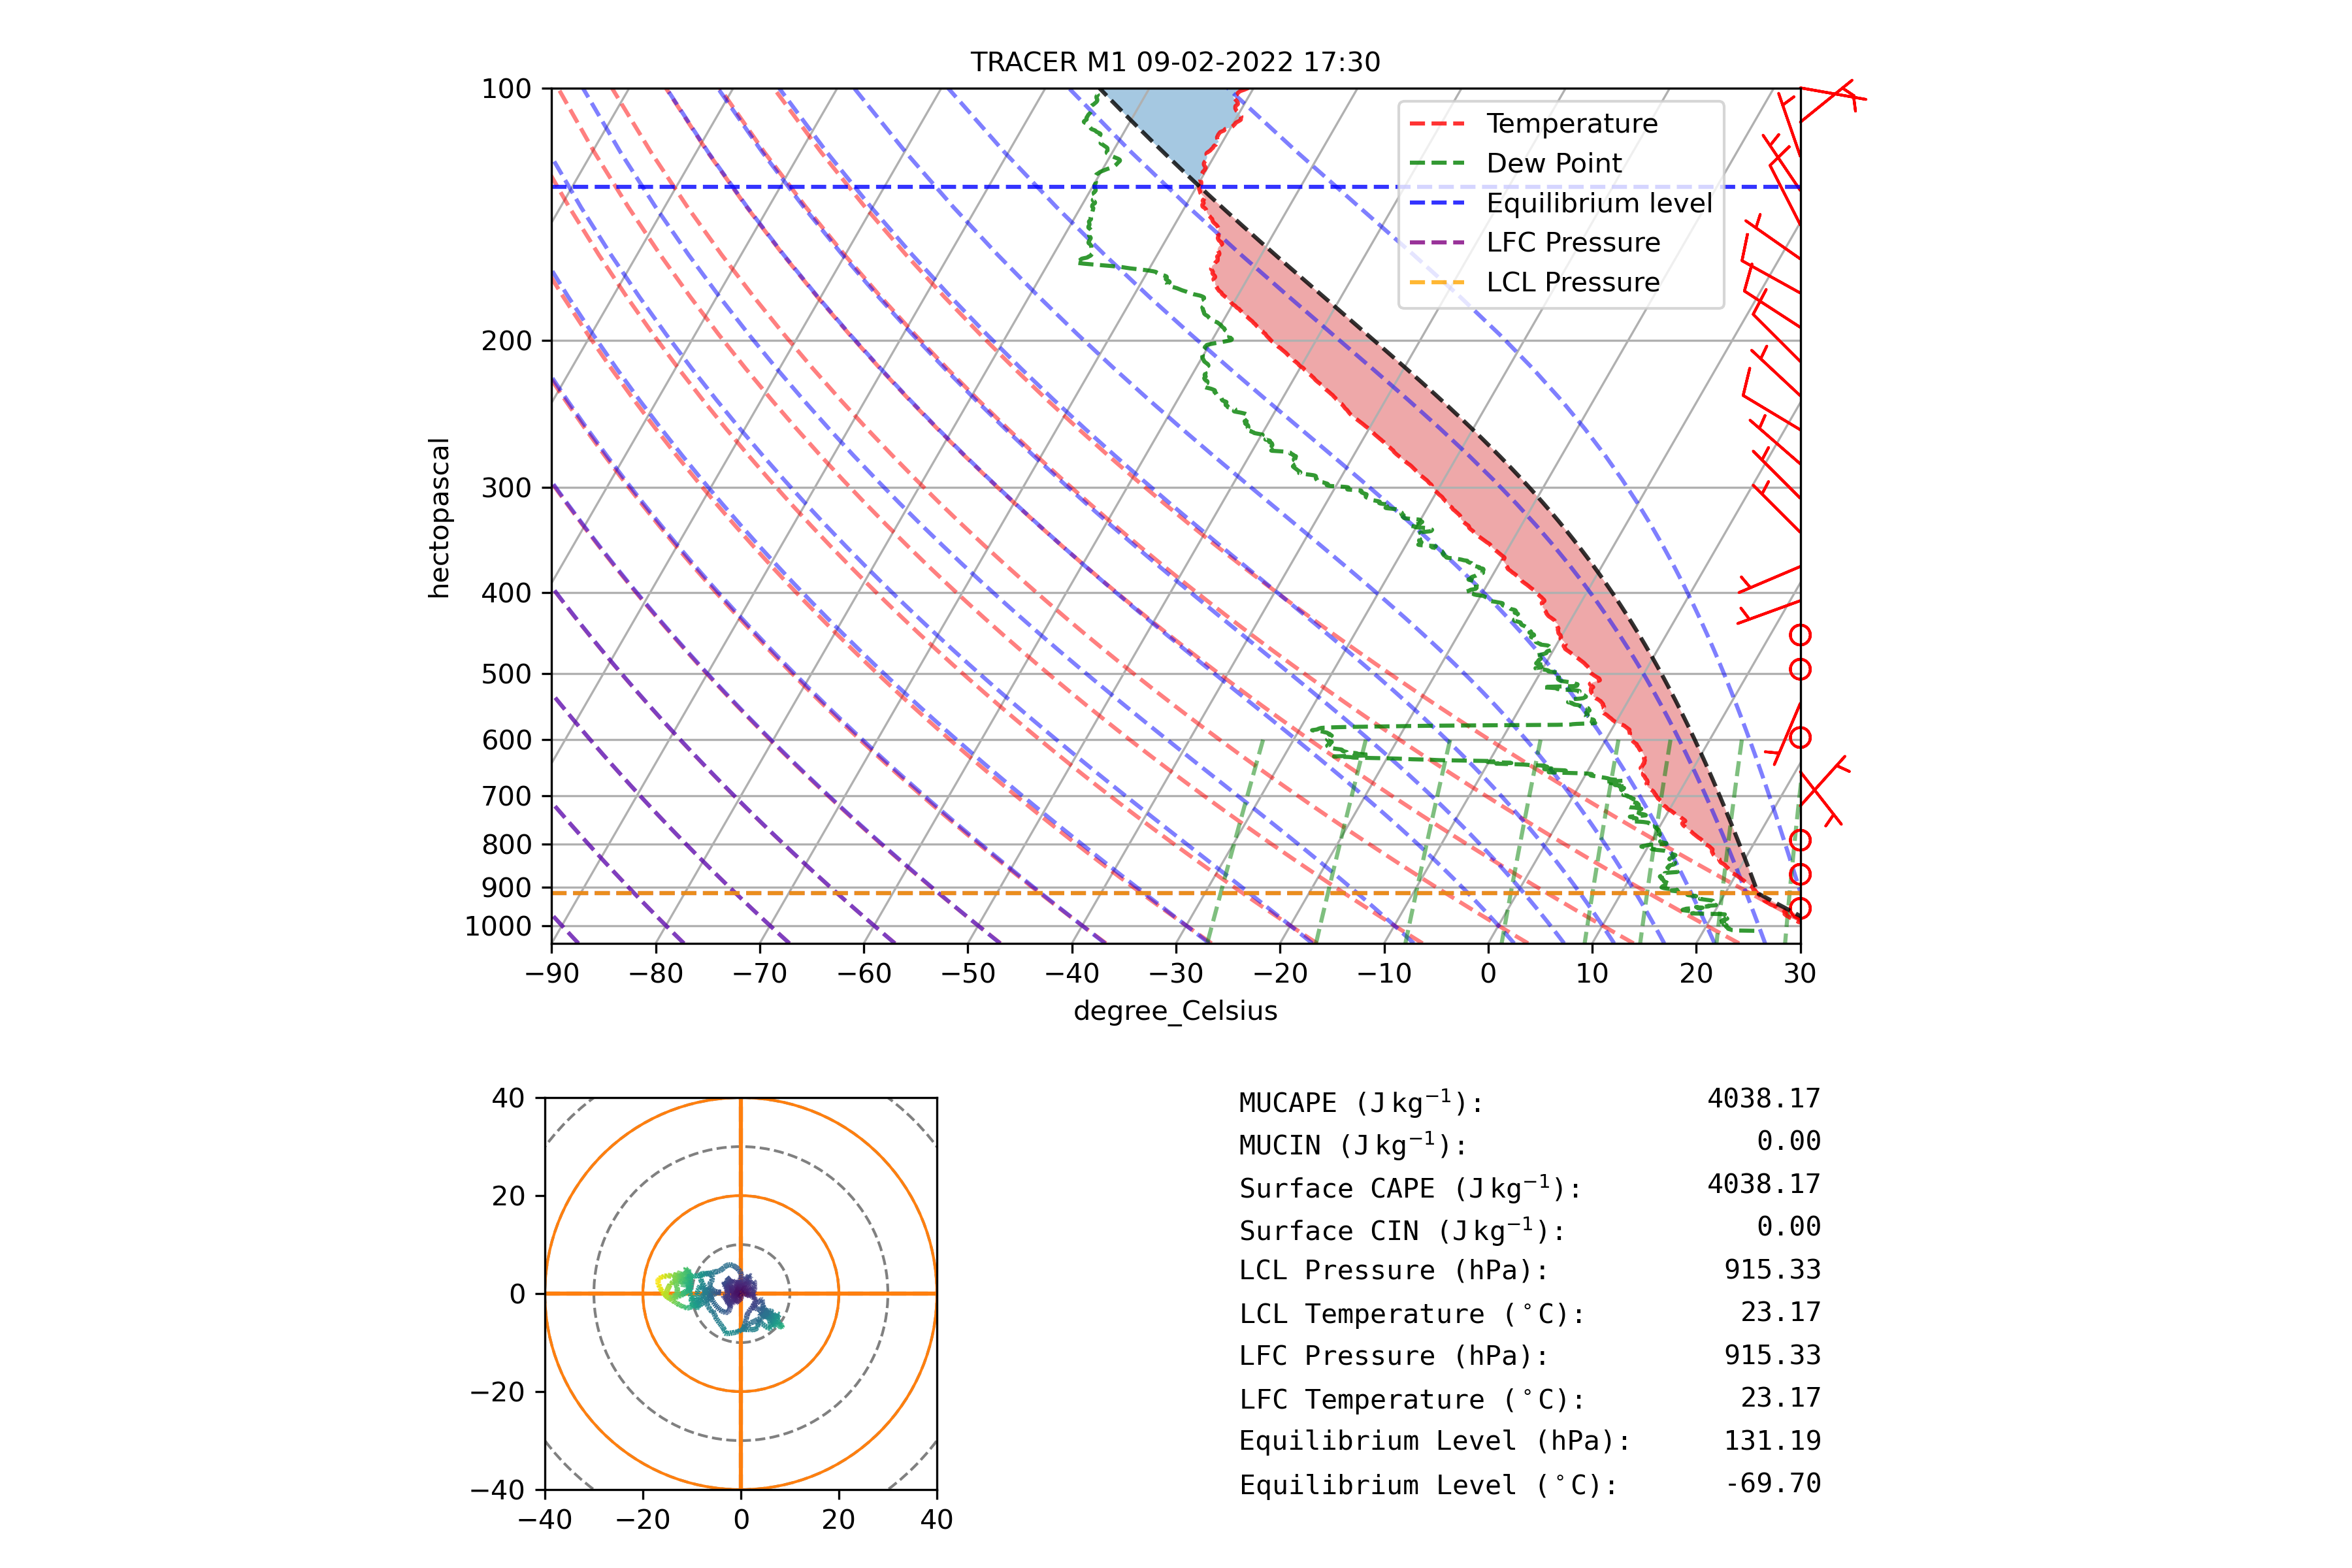 TRACER M1 09-02-2022 17:30
100
200
300
400
500
600
700
800
900
1000
hectopascal
Temperature
Dew Point
Equilibrium level
LFC Pressure
LCL Pressure
−90 −80 −70 −60 −50 −40 −30 −20 −10 0 10 20 30
degree_Celsius
40
20
0
−20
−40
−40 −20 0 20 40
MUCAPE (J kg⁻¹): 4038.17
MUCIN (J kg⁻¹): 0.00
Surface CAPE (J kg⁻¹): 4038.17
Surface CIN (J kg⁻¹): 0.00
LCL Pressure (hPa): 915.33
LCL Temperature (°C): 23.17
LFC Pressure (hPa): 915.33
LFC Temperature (°C): 23.17
Equilibrium Level (hPa): 131.19
Equilibrium Level (°C): -69.70